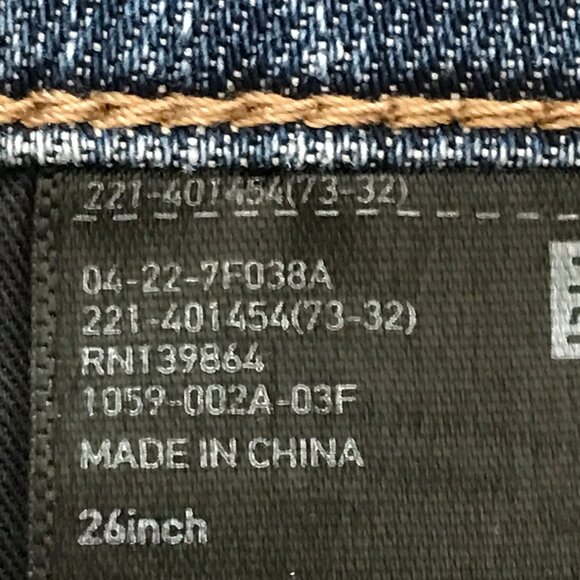 221-401454(73-32)
04-22-7F038A
221-401454(73-32)
RN139864
1059-002A-03F
MADE IN CHINA
26inch